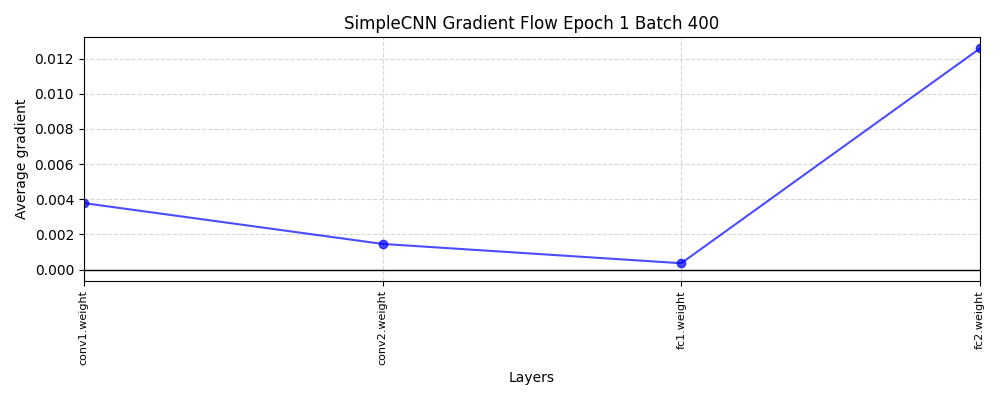 SimpleCNN Gradient Flow Epoch 1 Batch 400
Average gradient
0.012
0.010
0.008
0.006
0.004
0.002
0.000
conv1.weight
conv2.weight
fc1.weight
fc2.weight
Layers